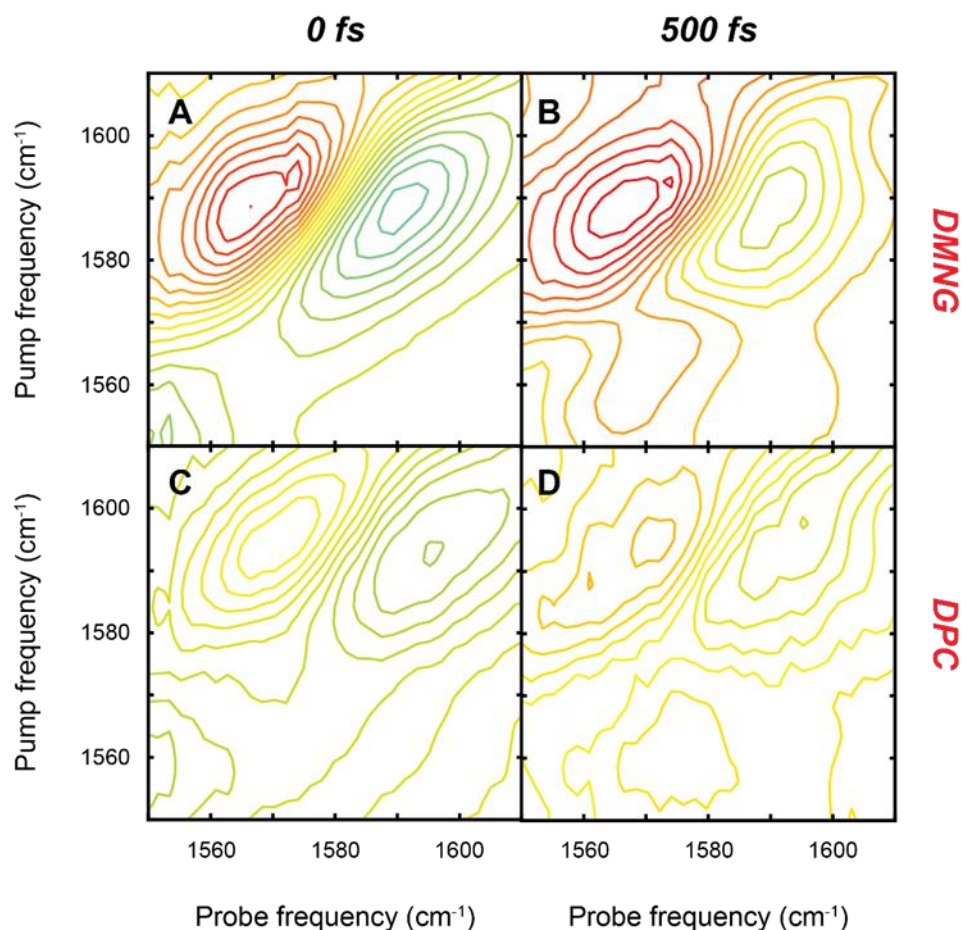 0 fs 500 fs
A B
Pump frequency (cm-1)
1600
1580
1560
DMNG
C D
Pump frequency (cm-1)
1600
1580
1560
DPC
1560 1580 1600 1560 1580 1600
Probe frequency (cm-1) Probe frequency (cm-1)